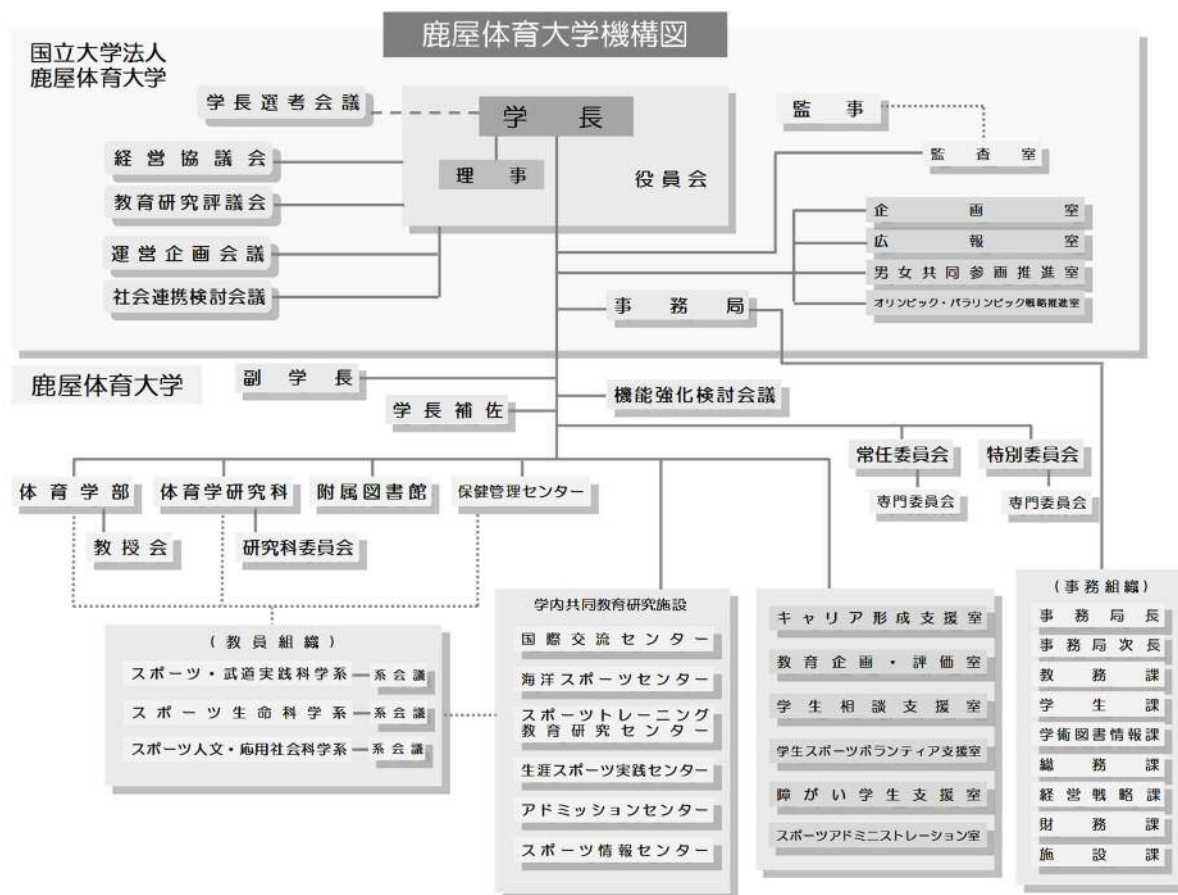 鹿屋体育大学機構図
国立大学法人
鹿屋体育大学
学長選考会議
学長
監事
経営協議会
理事
役員会
監査室
教育研究評議会
企画室
運営企画会議
広報室
社会連携検討会議
男女共同参画推進室
事務局
オリンピック・パラリンピック戦略推進室
鹿屋体育大学
副学長
機能強化検討会議
学長補佐
常任委員会
特別委員会
体育学部
体育学研究科
附属図書館
保健管理センター
専門委員会
専門委員会
教授会
研究科委員会
(教員組織)
スポーツ・武道実践科学系
系会議
スポーツ生命科学系
系会議
スポーツ人文・応用社会科学系
系会議
学内共同教育研究施設
国際交流センター
海洋スポーツセンター
スポーツトレーニング
教育研究センター
生涯スポーツ実践センター
アドミッションセンター
スポーツ情報センター
キャリア形成支援室
教育企画・評価室
学生相談支援室
学生スポーツボランティア支援室
障がい学生支援室
スポーツアドミニストレーション室
(事務組織)
事務局長
事務局次長
教務課
学生課
学術図書情報課
総務課
経営戦略課
財務課
施設課